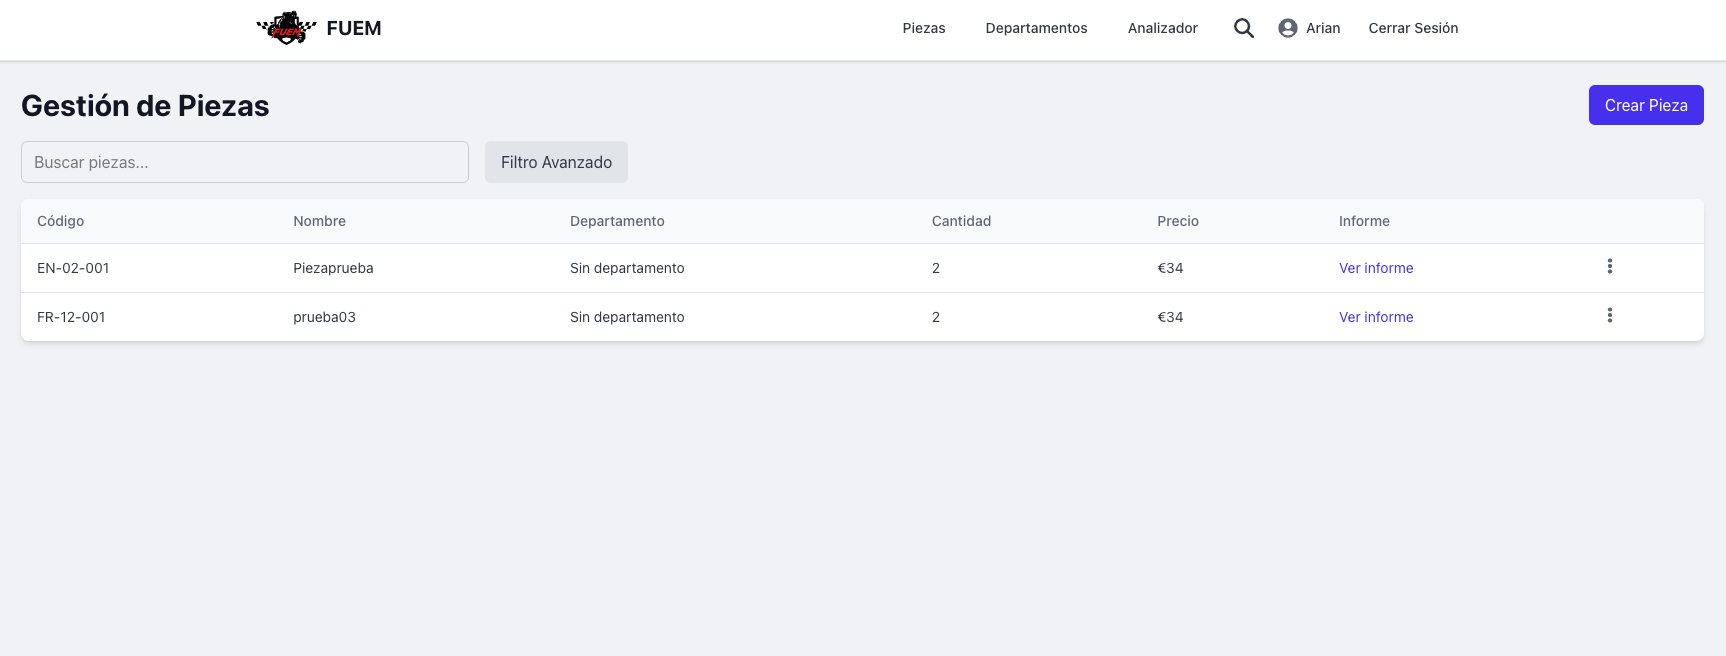 FUEM FUEM Piezas Departamentos Analizador Arian Cerrar Sesión
Gestión de Piezas Crear Pieza
Buscar piezas... Filtro Avanzado
Código Nombre Departamento Cantidad Precio Informe
EN-02-001 Piezaprueba Sin departamento 2 €34 Ver informe
FR-12-001 prueba03 Sin departamento 2 €34 Ver informe